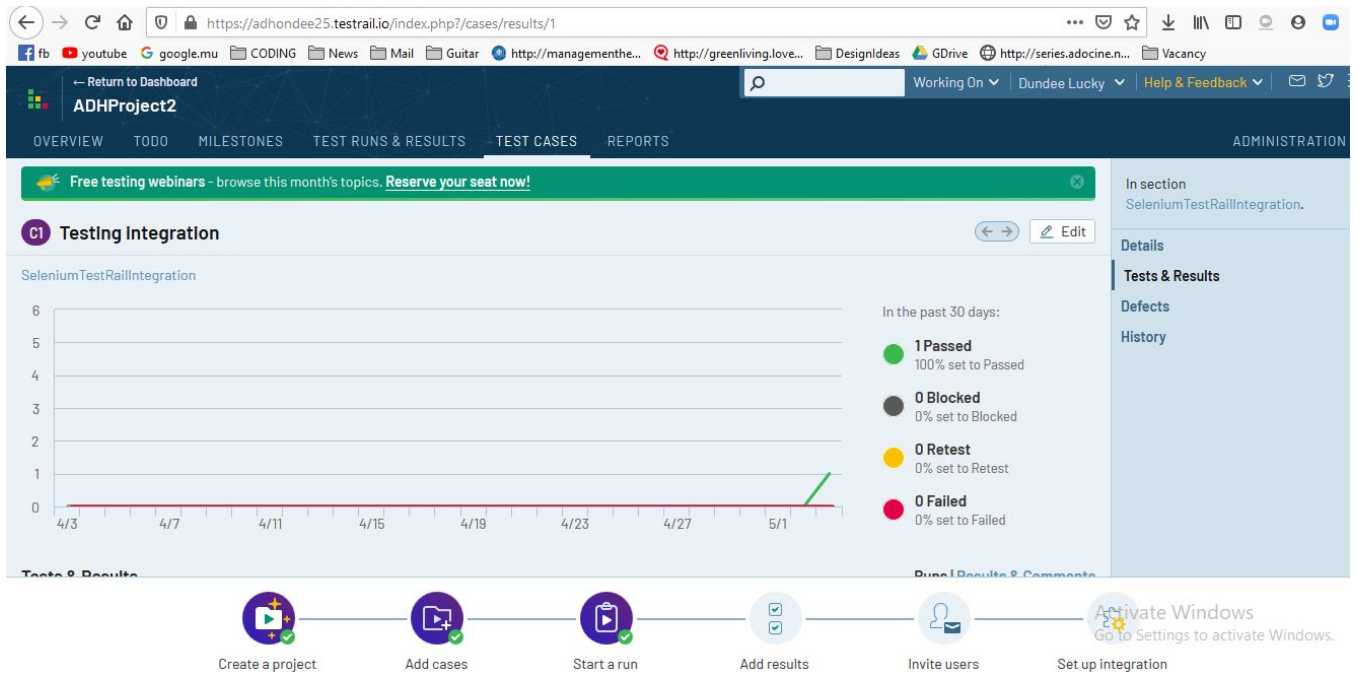 https://adhondee25.testrail.io/index.php?/cases/results/1
fb youtube google.mu CODING News Mail Guitar http://managementhe... http://greenliving.love... DesignIdeas GDrive http://series.adocine.n... Vacancy
← Return to Dashboard
ADHProject2
Working On Dundee Lucky Help & Feedback
OVERVIEW TODO MILESTONES TEST RUNS & RESULTS TEST CASES REPORTS ADMINISTRATION
Free testing webinars - browse this month's topics. Reserve your seat now!
In section
SeleniumTestRailIntegration.
C1 Testing Integration
Edit
Details
Tests & Results
Defects
History
SeleniumTestRailIntegration
6
5
4
3
2
1
0
4/3 4/7 4/11 4/15 4/19 4/23 4/27 5/1
In the past 30 days:
1 Passed
100% set to Passed
0 Blocked
0% set to Blocked
0 Retest
0% set to Retest
0 Failed
0% set to Failed
Tests & Results
Runs | Results & Comments
Create a project Add cases Start a run Add results Invite users Set up integration
Activate Windows
Go to Settings to activate Windows.